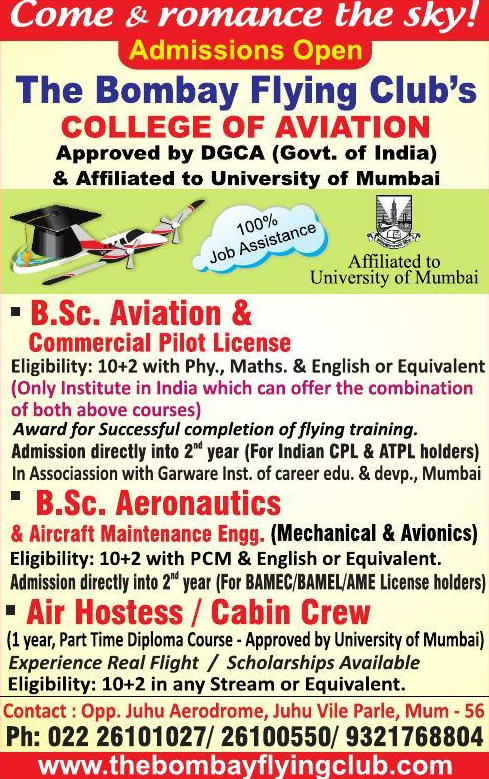 Come & romance the sky!
Admissions Open
The Bombay Flying Club's
COLLEGE OF AVIATION
Approved by DGCA (Govt. of India)
& Affiliated to University of Mumbai
100%
Job Assistance
Affiliated to
University of Mumbai
▪ B.Sc. Aviation &
Commercial Pilot License
Eligibility: 10+2 with Phy., Maths. & English or Equivalent
(Only Institute in India which can offer the combination
of both above courses)
Award for Successful completion of flying training.
Admission directly into 2nd year (For Indian CPL & ATPL holders)
In Associassion with Garware Inst. of career edu. & devp., Mumbai
▪ B.Sc. Aeronautics
& Aircraft Maintenance Engg. (Mechanical & Avionics)
Eligibility: 10+2 with PCM & English or Equivalent.
Admission directly into 2nd year (For BAMEC/BAMEL/AME License holders)
▪ Air Hostess / Cabin Crew
(1 year, Part Time Diploma Course - Approved by University of Mumbai)
Experience Real Flight / Scholarships Available
Eligibility: 10+2 in any Stream or Equivalent.
Contact : Opp. Juhu Aerodrome, Juhu Vile Parle, Mum - 56
Ph: 022 26101027/ 26100550/ 9321768804
www.thebombayflyingclub.com